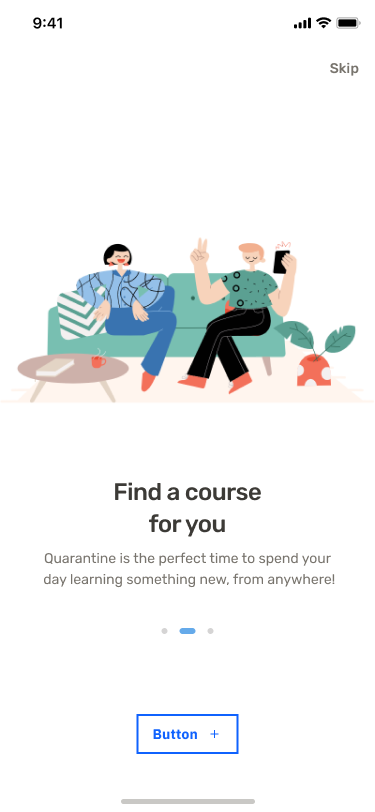 9:41
Skip
Find a course
for you
Quarantine is the perfect time to spend your
day learning something new, from anywhere!
Button +